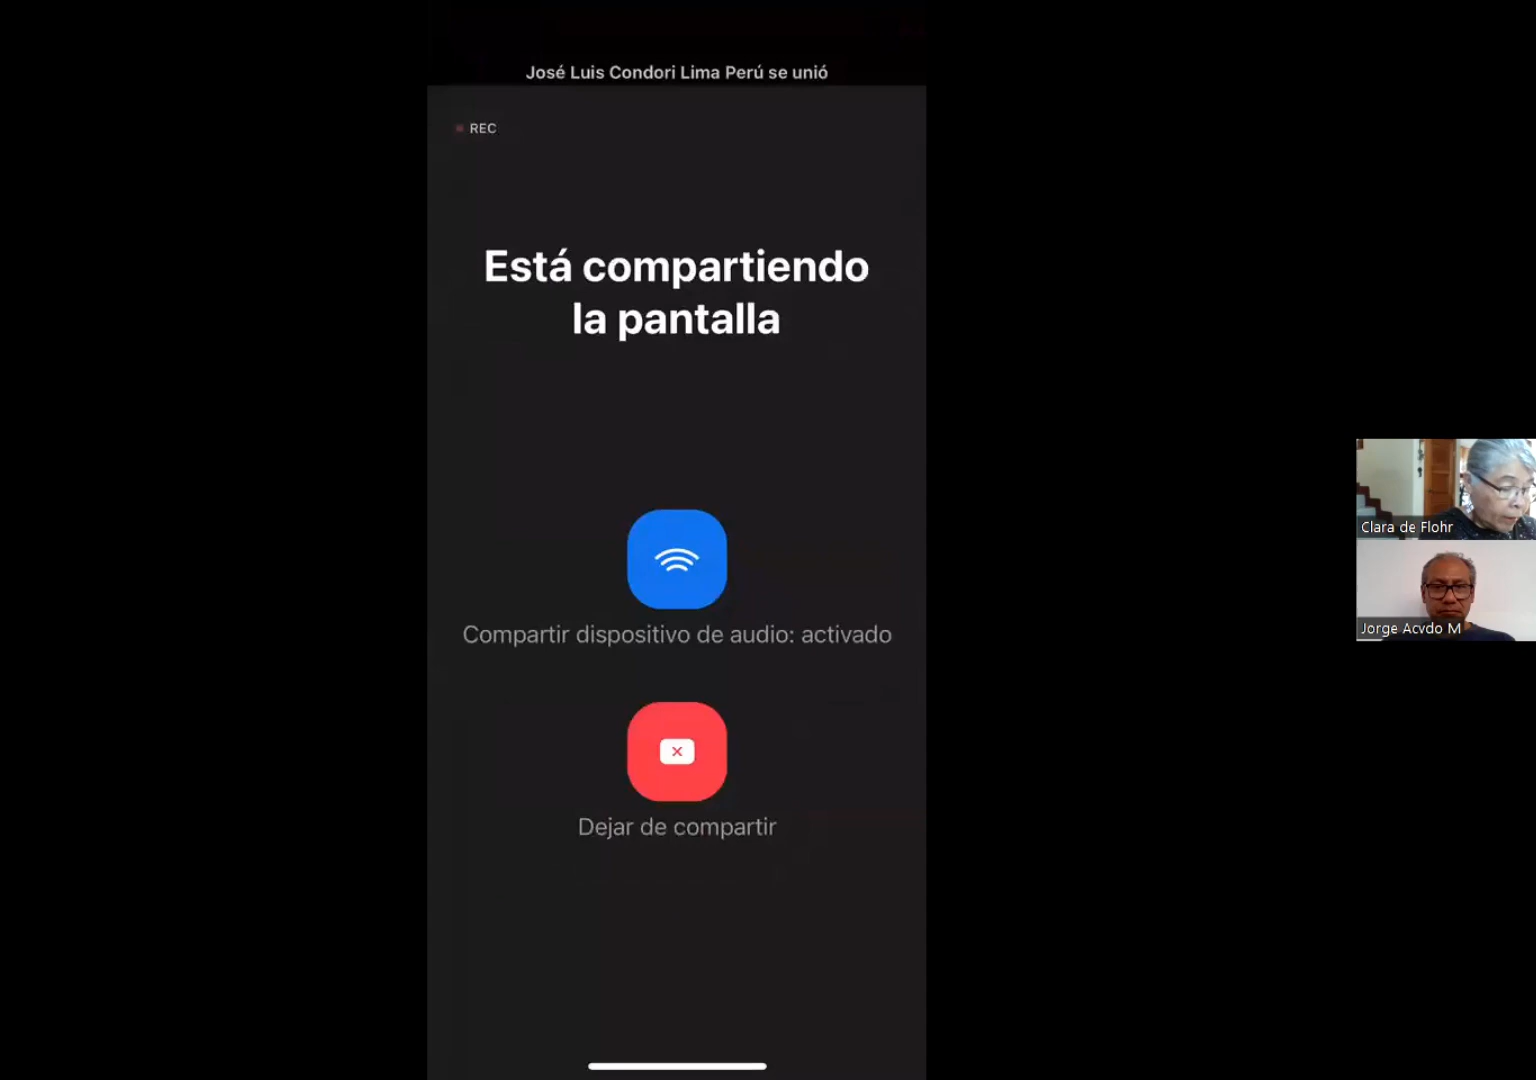 José Luis Condori Lima Perú se unió
REC
Está compartiendo
la pantalla
Compartir dispositivo de audio: activado
Dejar de compartir
Clara de Flohr
Jorge Acvdo M